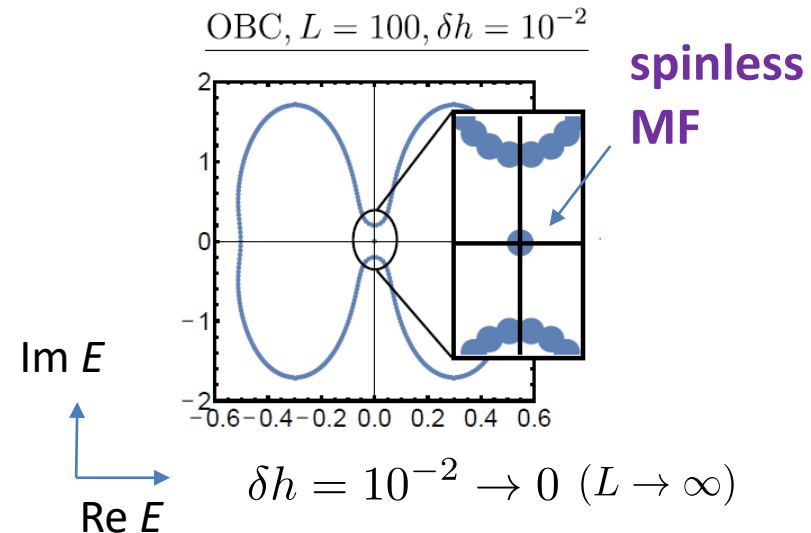 OBC, L = 100, δh = 10⁻²
spinless
MF
2
1
0
−1
−2
−0.6 −0.4 −0.2 0.0 0.2 0.4 0.6
Im E
Re E
δh = 10⁻² → 0 (L → ∞)